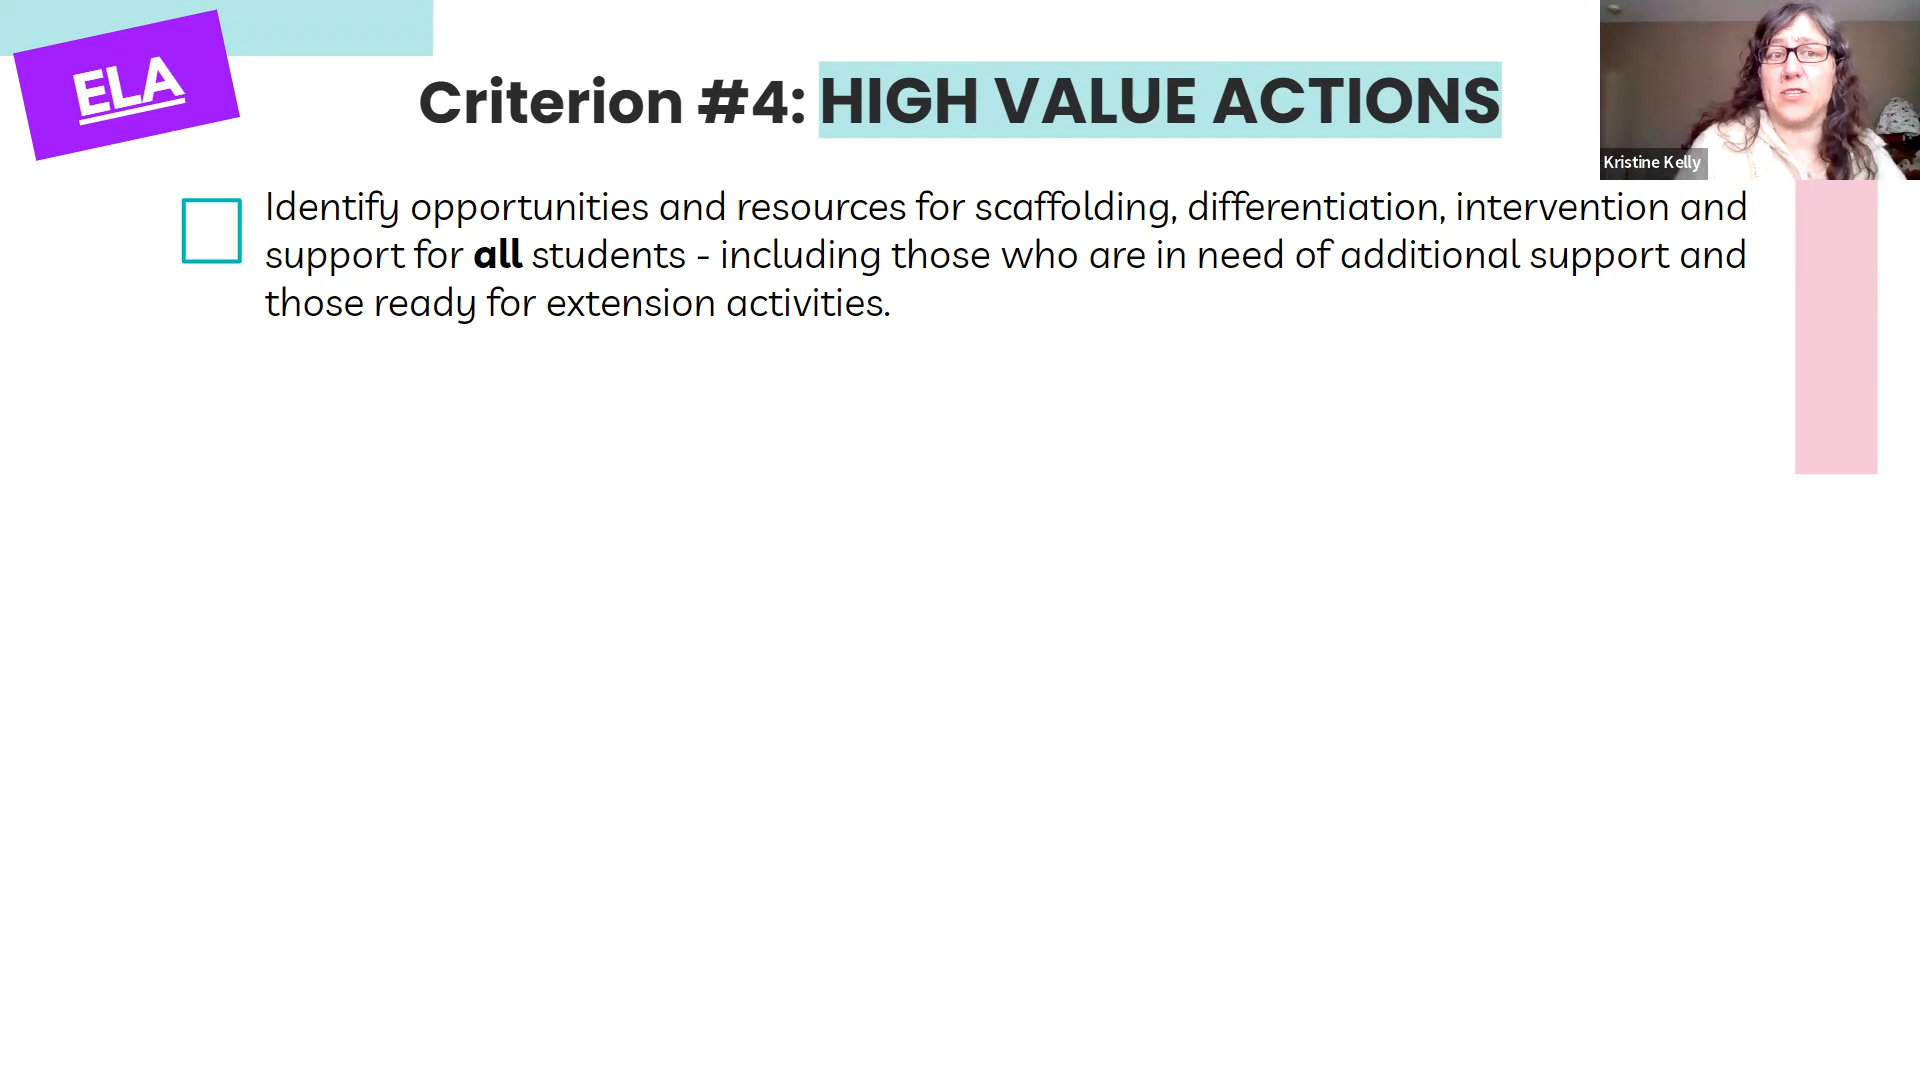 ELA
Criterion #4: HIGH VALUE ACTIONS
Kristine Kelly
Identify opportunities and resources for scaffolding, differentiation, intervention and
support for all students - including those who are in need of additional support and
those ready for extension activities.